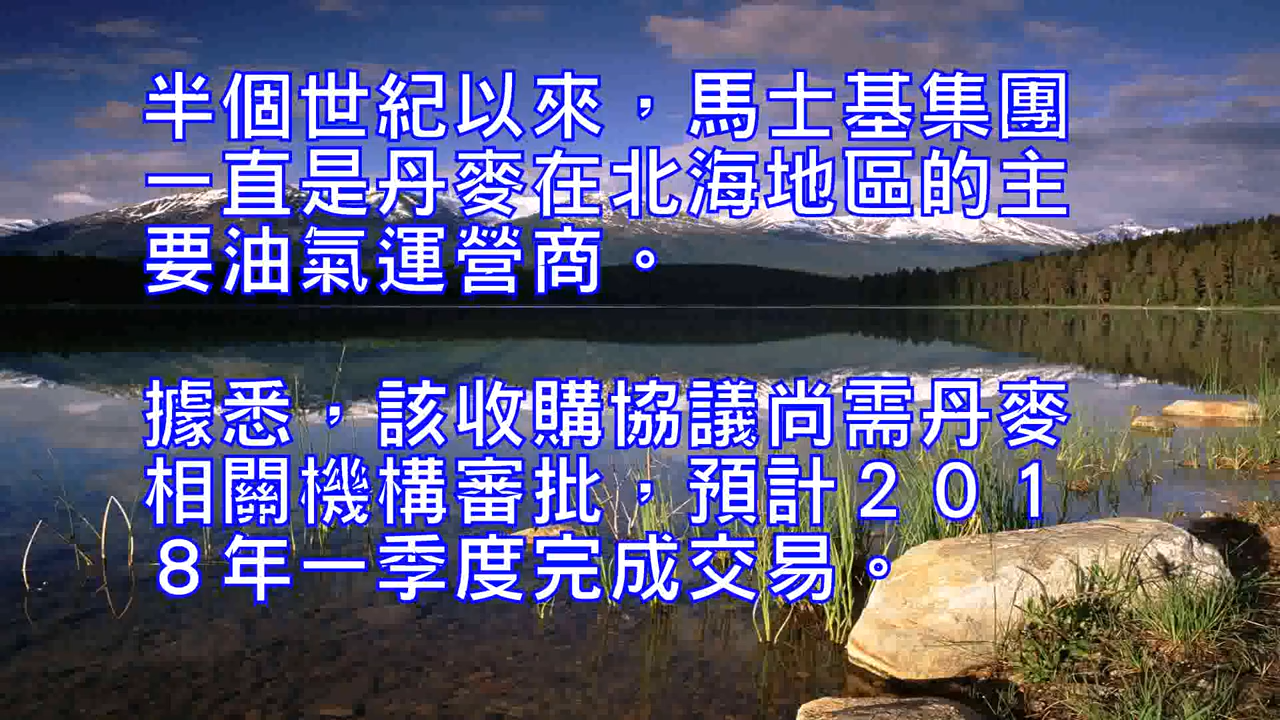 半個世紀以來，馬士基集團
一直是丹麥在北海地區的主
要油氣運營商。
據悉，該收購協議尚需丹麥
相關機構審批，預計２０１
８年一季度完成交易。